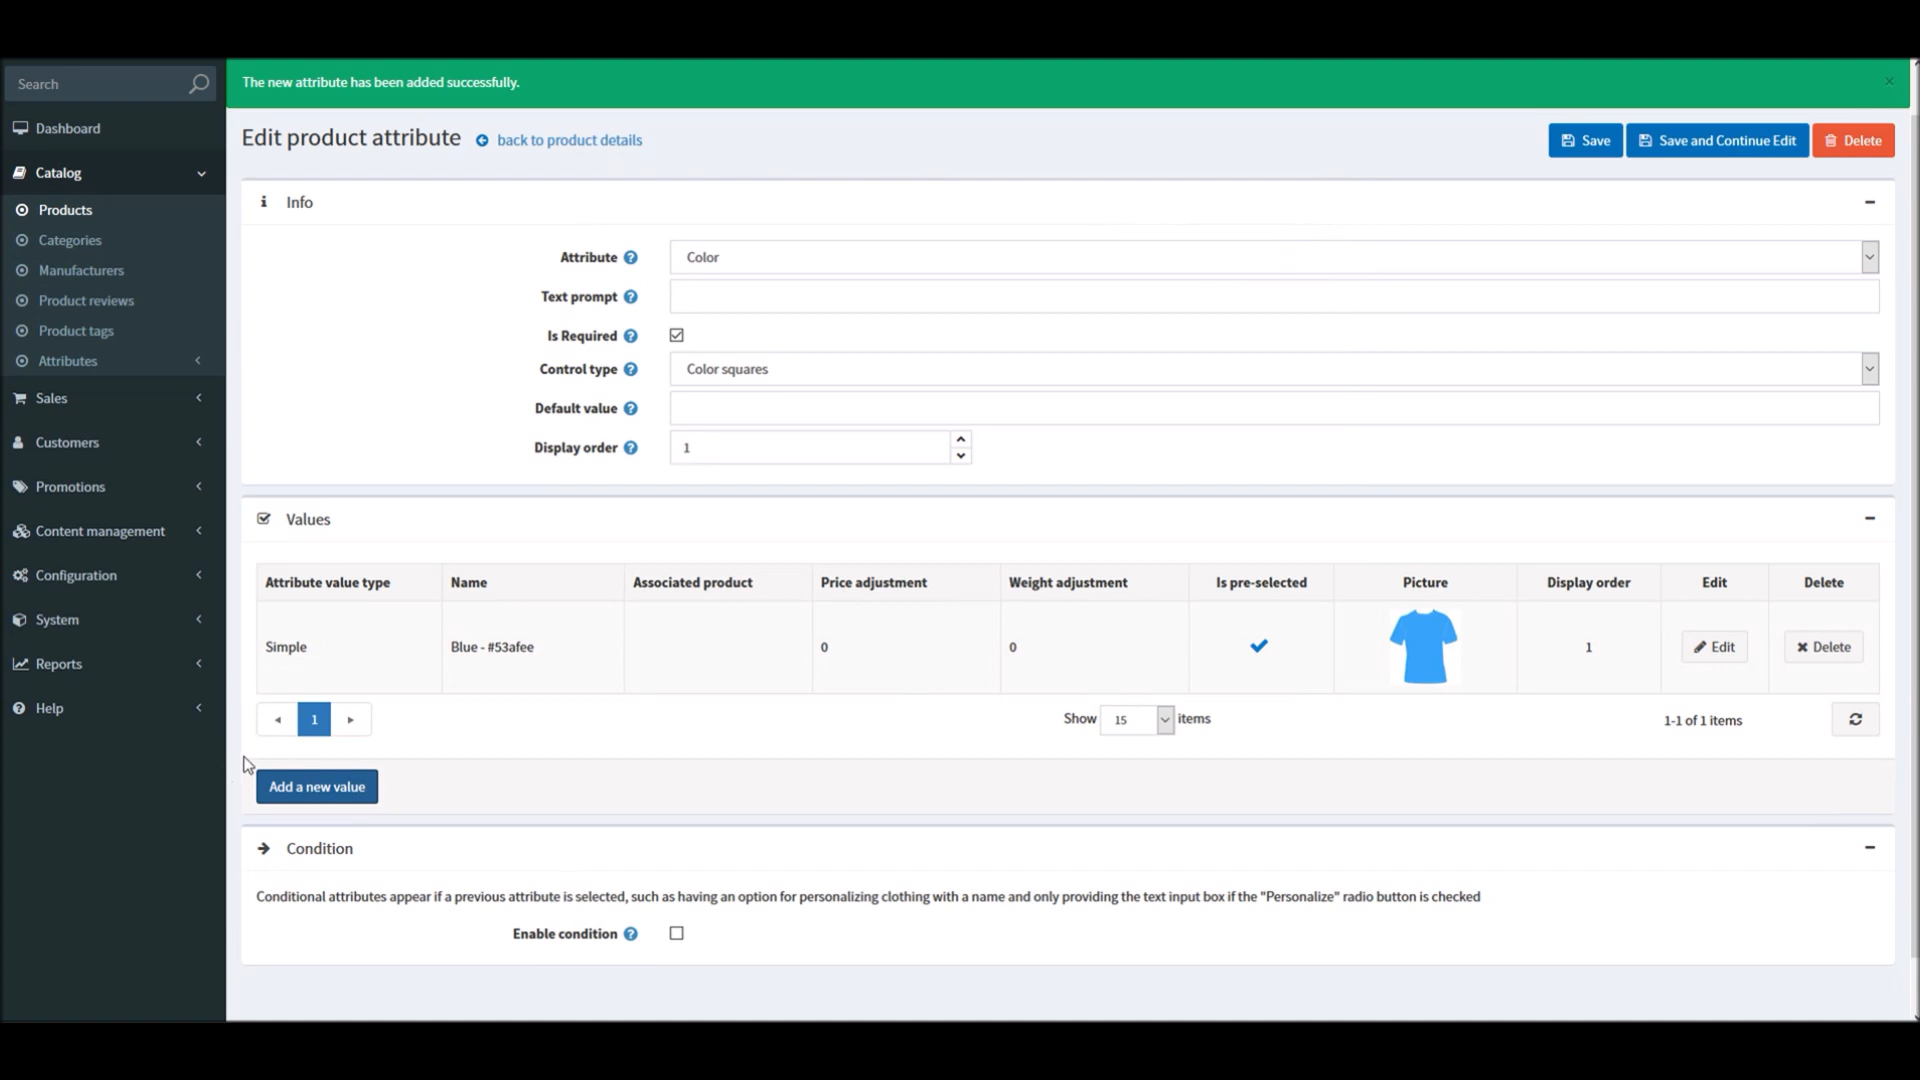 Search
The new attribute has been added successfully.
Dashboard
Catalog
Products
Categories
Manufacturers
Product reviews
Product tags
Attributes
Sales
Customers
Promotions
Content management
Configuration
System
Reports
Help
Edit product attribute back to product details
Save
Save and Continue Edit
Delete
Info
Attribute Color
Text prompt
Is Required
Control type Color squares
Default value
Display order 1
Values
Attribute value type Name Associated product Price adjustment Weight adjustment Is pre-selected Picture Display order Edit Delete
Simple Blue - #53afee 0 0 1 Edit Delete
1 Show 15 items 1-1 of 1 items
Add a new value
Condition
Conditional attributes appear if a previous attribute is selected, such as having an option for personalizing clothing with a name and only providing the text input box if the "Personalize" radio button is checked
Enable condition